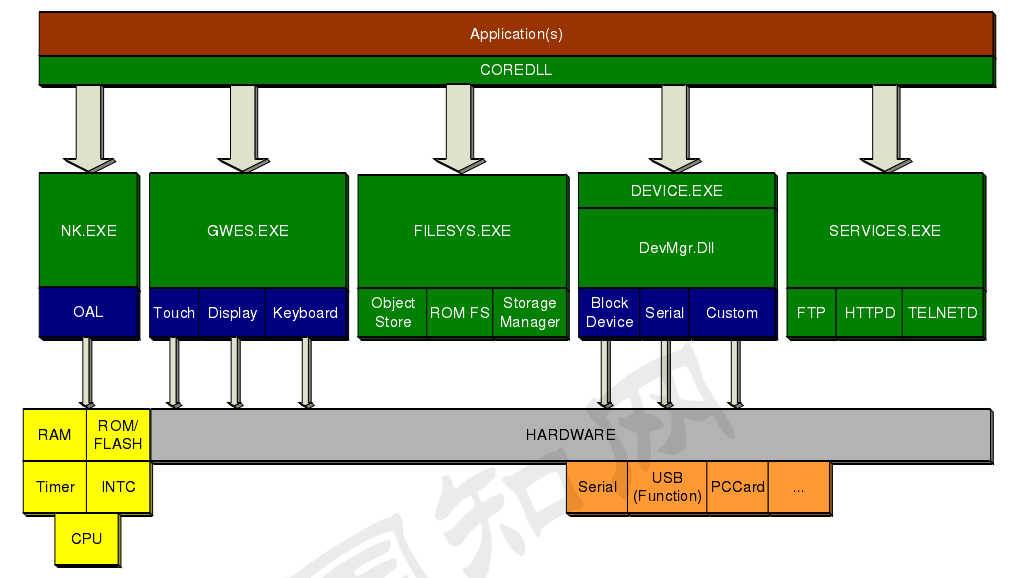 Application(s)
COREDLL
NK.EXE
GWES.EXE
FILESYS.EXE
DEVICE.EXE
DevMgr.Dll
SERVICES.EXE
OAL
Touch
Display
Keyboard
Object
Store
ROM FS
Storage
Manager
Block
Device
Serial
Custom
FTP
HTTPD
TELNETD
RAM
ROM/
FLASH
HARDWARE
Timer
INTC
Serial
USB
(Function)
PCCard
...
CPU
知网